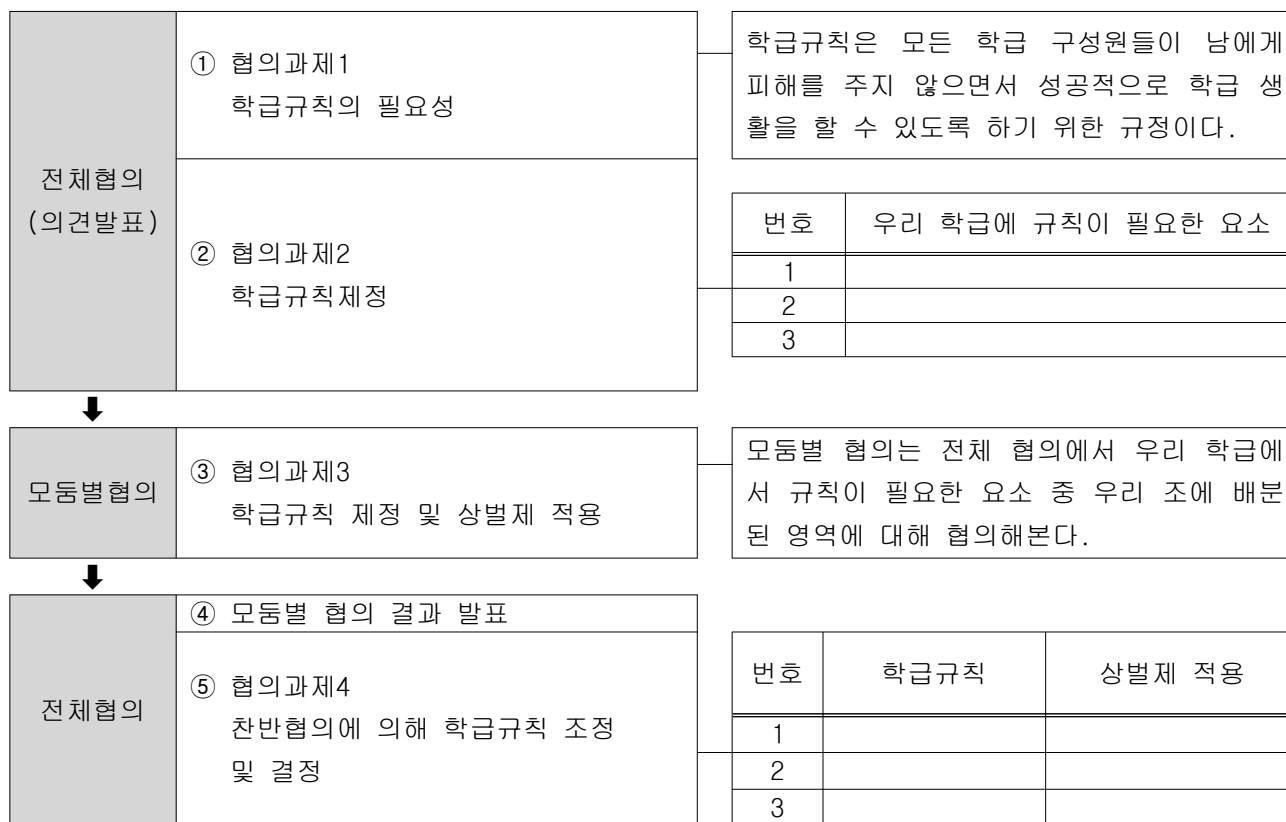 전체협의
(의견발표)
① 협의과제1
학급규칙의 필요성
학급규칙은 모든 학급 구성원들이 남에게
피해를 주지 않으면서 성공적으로 학급 생
활을 할 수 있도록 하기 위한 규정이다.
② 협의과제2
학급규칙제정
번호 우리 학급에 규칙이 필요한 요소
1
2
3
모둠별협의
③ 협의과제3
학급규칙 제정 및 상벌제 적용
모둠별 협의는 전체 협의에서 우리 학급에
서 규칙이 필요한 요소 중 우리 조에 배분
된 영역에 대해 협의해본다.
전체협의
④ 모둠별 협의 결과 발표
⑤ 협의과제4
찬반협의에 의해 학급규칙 조정
및 결정
번호 학급규칙 상벌제 적용
1
2
3